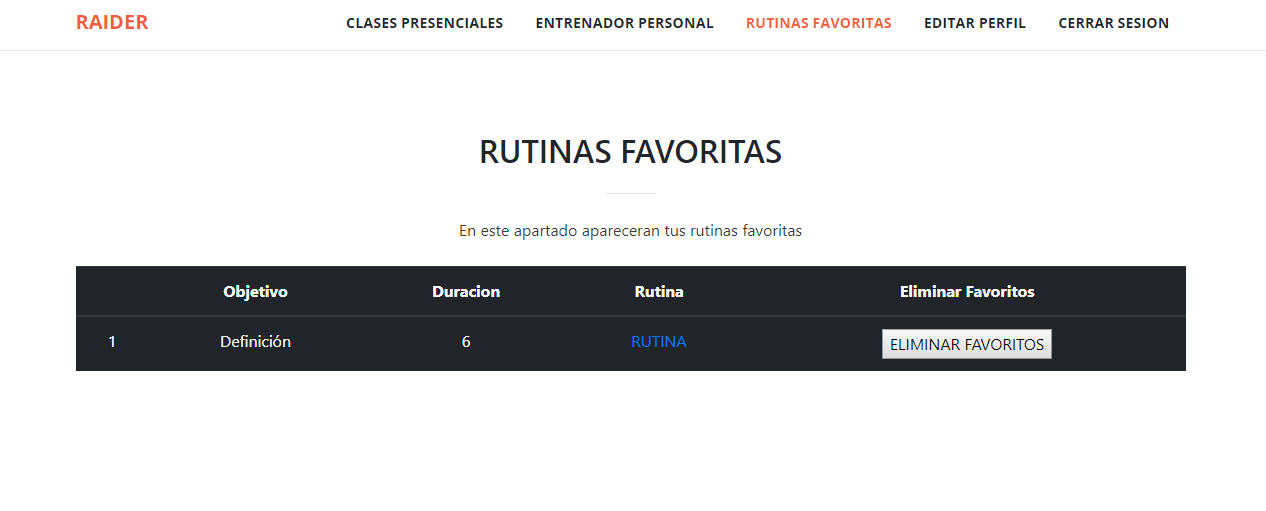 RAIDER CLASES PRESENCIALES ENTRENADOR PERSONAL RUTINAS FAVORITAS EDITAR PERFIL CERRAR SESION
RUTINAS FAVORITAS
En este apartado apareceran tus rutinas favoritas
Objetivo Duracion Rutina Eliminar Favoritos
1 Definición 6 RUTINA ELIMINAR FAVORITOS